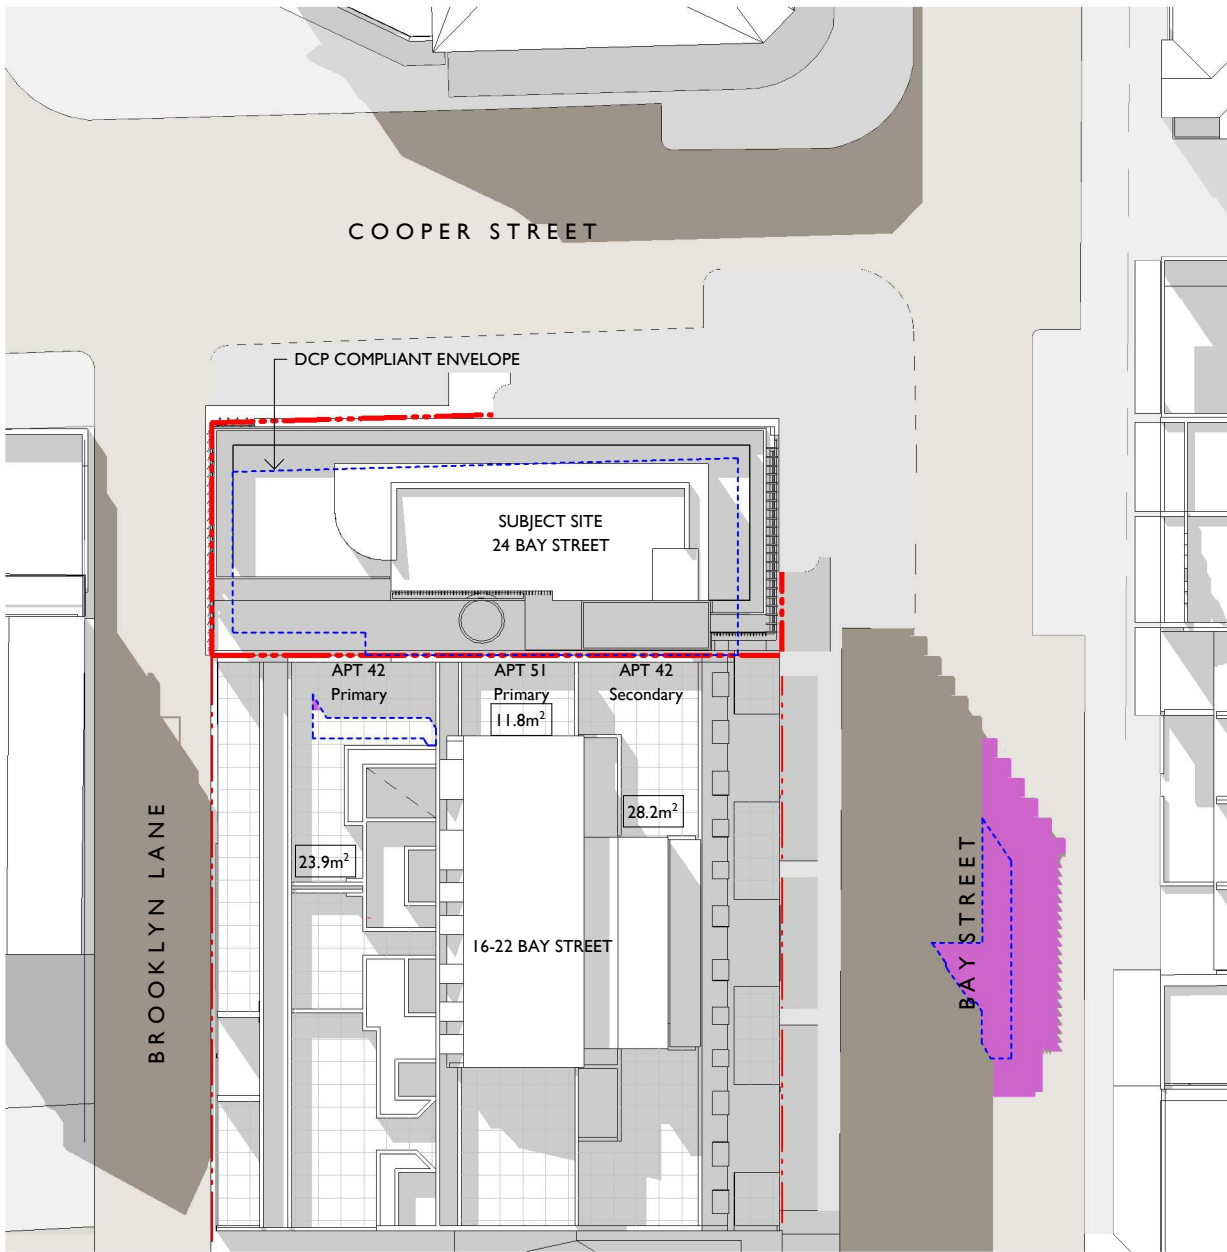 COOPER STREET
DCP COMPLIANT ENVELOPE
SUBJECT SITE
24 BAY STREET
APT 42
Primary
APT 51
Primary
11.8m²
APT 42
Secondary
28.2m²
23.9m²
16-22 BAY STREET
BROOKLYN LANE
BAY STREET